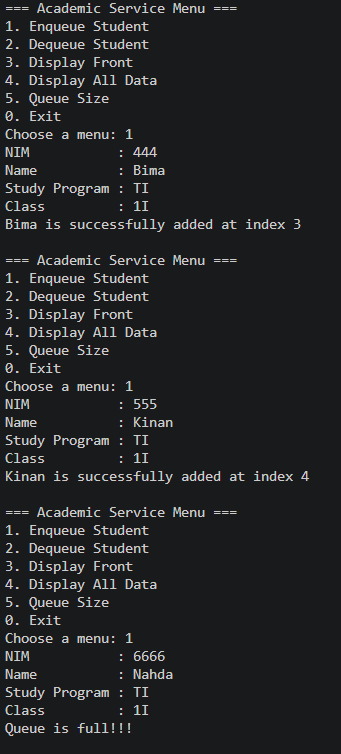 === Academic Service Menu ===
1. Enqueue Student
2. Dequeue Student
3. Display Front
4. Display All Data
5. Queue Size
0. Exit
Choose a menu: 1
NIM           : 444
Name          : Bima
Study Program : TI
Class         : 1I
Bima is successfully added at index 3

=== Academic Service Menu ===
1. Enqueue Student
2. Dequeue Student
3. Display Front
4. Display All Data
5. Queue Size
0. Exit
Choose a menu: 1
NIM           : 555
Name          : Kinan
Study Program : TI
Class         : 1I
Kinan is successfully added at index 4

=== Academic Service Menu ===
1. Enqueue Student
2. Dequeue Student
3. Display Front
4. Display All Data
5. Queue Size
0. Exit
Choose a menu: 1
NIM           : 6666
Name          : Nahda
Study Program : TI
Class         : 1I
Queue is full!!!